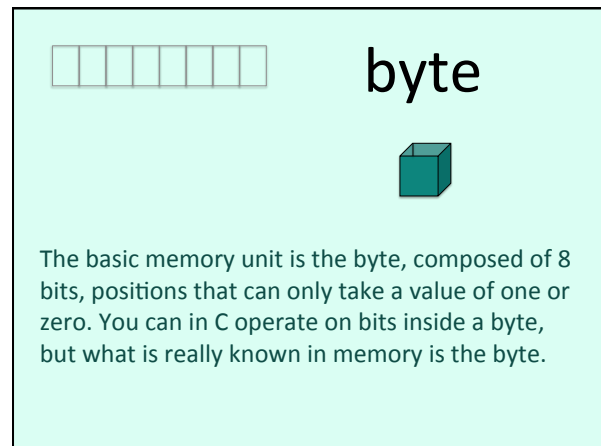 byte
The basic memory unit is the byte, composed of 8
bits, positions that can only take a value of one or
zero. You can in C operate on bits inside a byte,
but what is really known in memory is the byte.